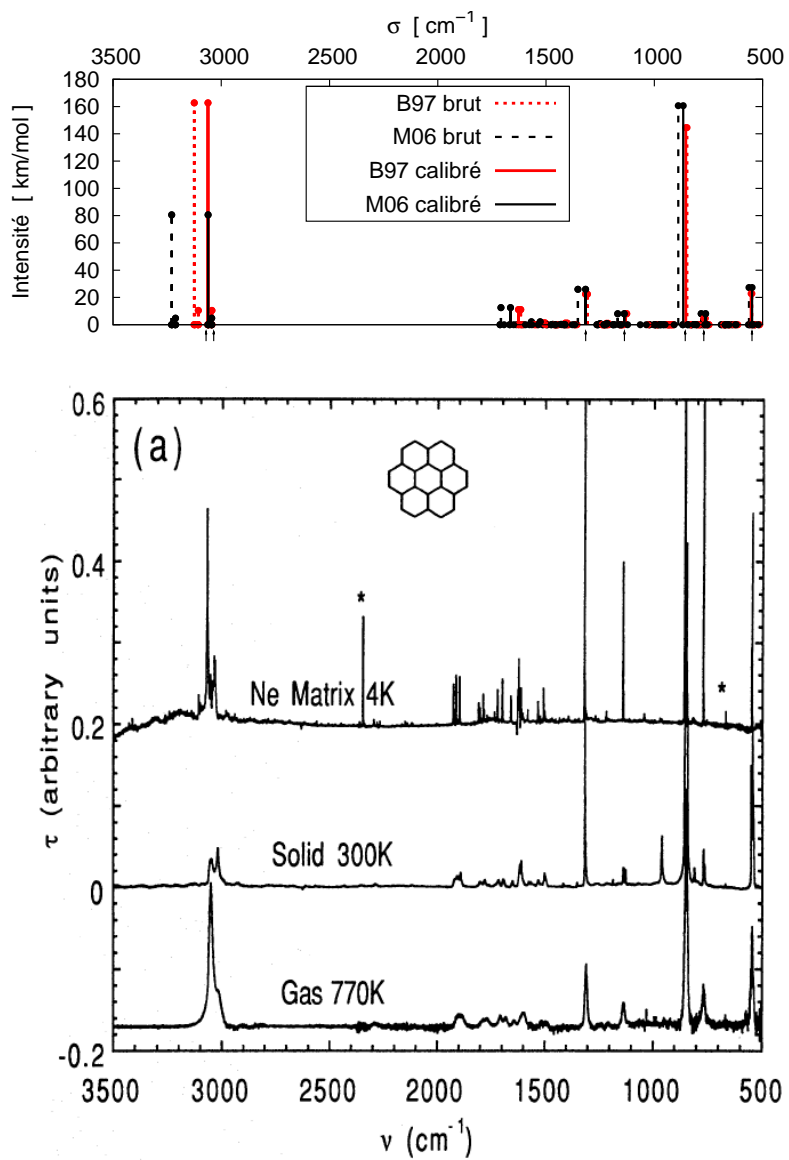 σ [ cm⁻¹ ]
3500 3000 2500 2000 1500 1000 500
Intensité [ km/mol ]
180
160
140
120
100
80
60
40
20
0
B97 brut
M06 brut
B97 calibré
M06 calibré
(a)
τ (arbitrary units)
0.6
0.4
0.2
0
-0.2
*
Ne Matrix 4K
*
Solid 300K
Gas 770K
3500 3000 2500 2000 1500 1000 500
ν (cm⁻¹)